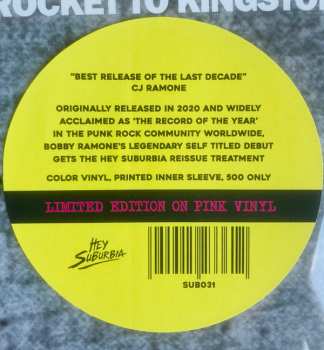 ROCKET TO KINGSTON
"BEST RELEASE OF THE LAST DECADE"
CJ RAMONE
ORIGINALLY RELEASED IN 2020 AND WIDELY
ACCLAIMED AS 'THE RECORD OF THE YEAR'
IN THE PUNK ROCK COMMUNITY WORLDWIDE,
BOBBY RAMONE'S LEGENDARY SELF TITLED DEBUT
GETS THE HEY SUBURBIA REISSUE TREATMENT
COLOR VINYL, PRINTED INNER SLEEVE, 500 ONLY
LIMITED EDITION ON PINK VINYL
HEY
SUBURBIA
SUB031